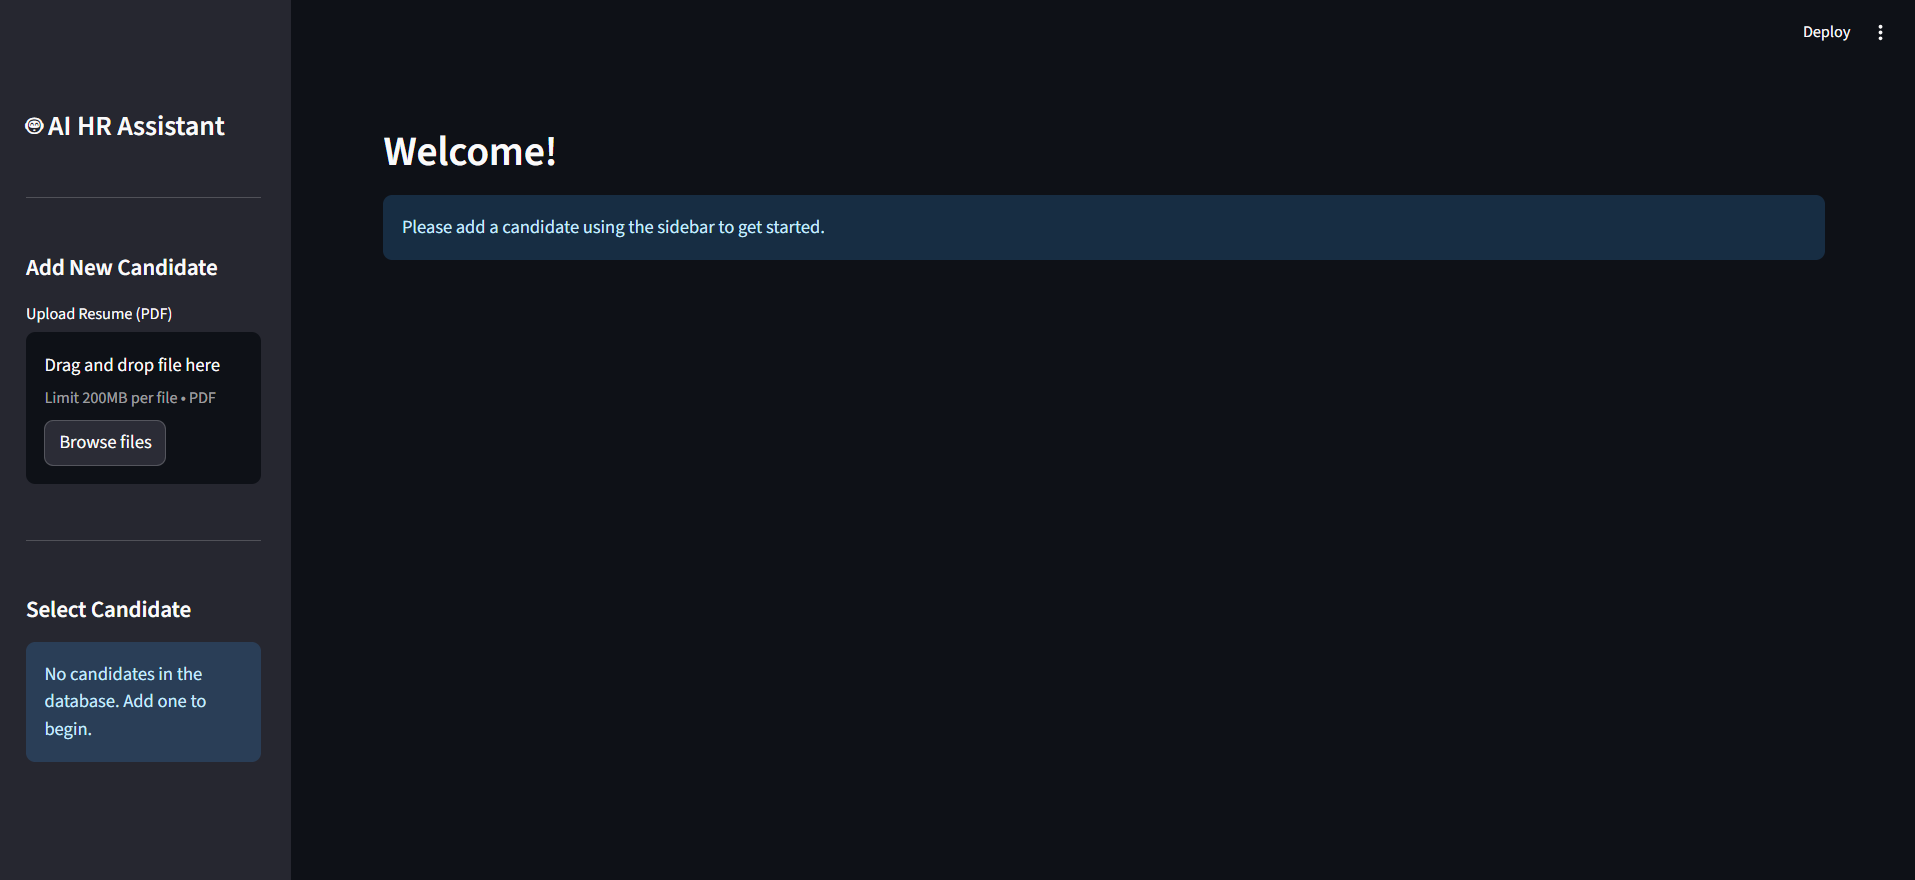 Deploy
AI HR Assistant
Welcome!
Please add a candidate using the sidebar to get started.
Add New Candidate
Upload Resume (PDF)
Drag and drop file here
Limit 200MB per file • PDF
Browse files
Select Candidate
No candidates in the
database. Add one to
begin.